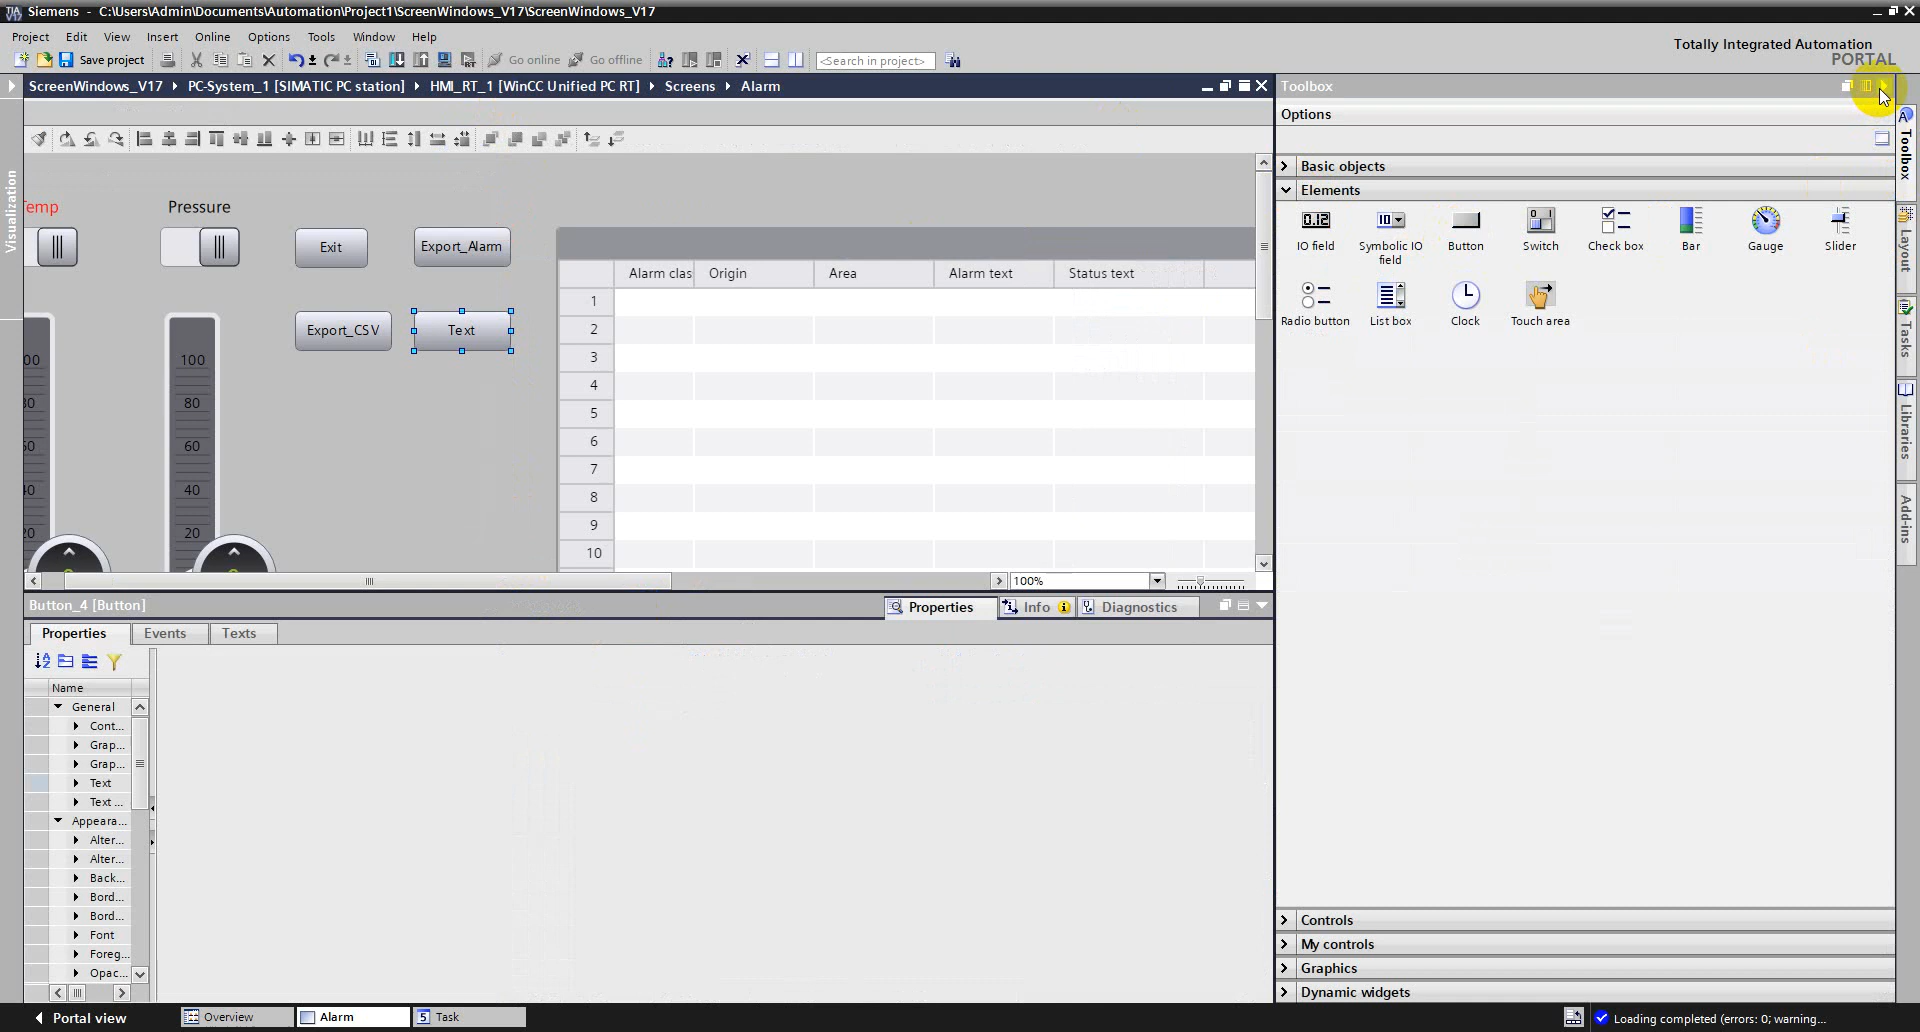 Siemens - C:\Users\Admin\Documents\Automation\Project1\ScreenWindows_V17\ScreenWindows_V17
Project Edit View Insert Online Options Tools Window Help
Totally Integrated Automation
PORTAL
Save project Go online Go offline <Search in project>
ScreenWindows_V17 PC-System_1 [SIMATIC PC station] HMI_RT_1 [WinCC Unified PC RT] Screens Alarm
Toolbox
Options
Visualization
Basic objects
Elements
IO field Symbolic IO field Button Switch Check box Bar Gauge Slider
Radio button List box Clock Touch area
Toolbox
Layout
Tasks
Libraries
Add-ins
emp Pressure
Exit Export_Alarm
Export_CSV Text
Alarm clas Origin Area Alarm text Status text
1
2
3
4
5
6
7
8
9
10
00 100
80 80
60 60
40 40
20 20
100%
Button_4 [Button]
Properties Info Diagnostics
Properties Events Texts
Name
General
Cont...
Grap...
Grap...
Text
Text ...
Appeara...
Alter...
Alter...
Back...
Bord...
Bord...
Font
Foreg...
Opac...
Controls
My controls
Graphics
Dynamic widgets
Portal view Overview Alarm Task
Loading completed (errors: 0; warning...